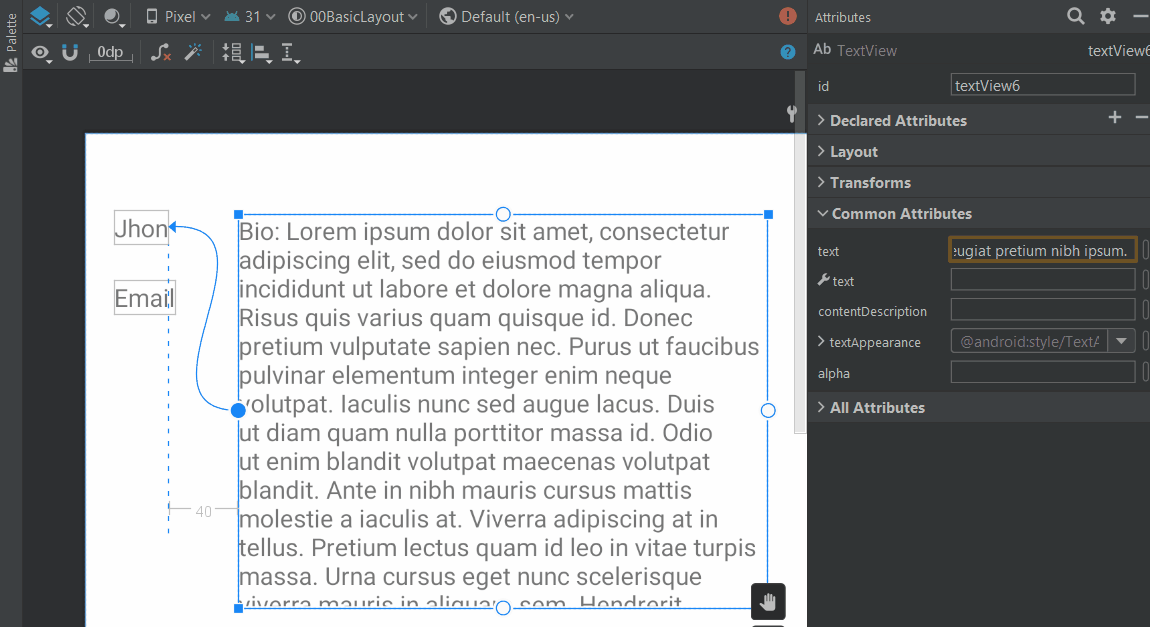 Palette
Pixel
31
00BasicLayout
Default (en-us)
!
Attributes
0dp
?
Ab TextView
textView6
id
textView6
Declared Attributes
Layout
Transforms
Common Attributes
text
eugiat pretium nibh ipsum.
text
contentDescription
textAppearance
@android:style/TextA
alpha
All Attributes
Jhon
Email
40
Bio: Lorem ipsum dolor sit amet, consectetur
adipiscing elit, sed do eiusmod tempor
incididunt ut labore et dolore magna aliqua.
Risus quis varius quam quisque id. Donec
pretium vulputate sapien nec. Purus ut faucibus
pulvinar elementum integer enim neque
volutpat. Iaculis nunc sed augue lacus. Duis
ut diam quam nulla porttitor massa id. Odio
ut enim blandit volutpat maecenas volutpat
blandit. Ante in nibh mauris cursus mattis
molestie a iaculis at. Viverra adipiscing at in
tellus. Pretium lectus quam id leo in vitae turpis
massa. Urna cursus eget nunc scelerisque
viverra mauris in aliquam sem. Hendrerit